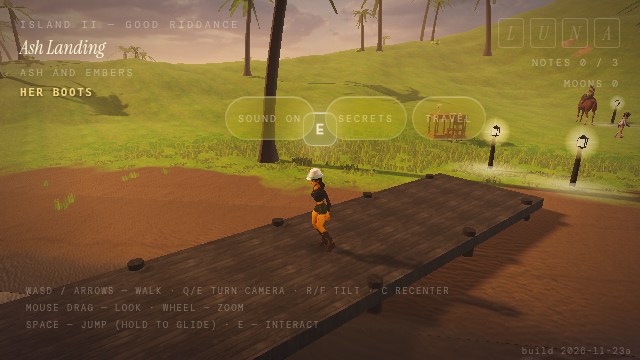 ISLAND II — GOOD RIDDANCE
Ash Landing
ASH AND EMBERS
HER BOOTS
L U N A
NOTES 0 / 3
MOONS 0
SOUND ON
SECRETS
TRAVEL
E
WASD / ARROWS — WALK · Q/E TURN CAMERA · R/F TILT · C RECENTER
MOUSE DRAG — LOOK · WHEEL — ZOOM
SPACE — JUMP (HOLD TO GLIDE) · E — INTERACT
build 2026-11-23a